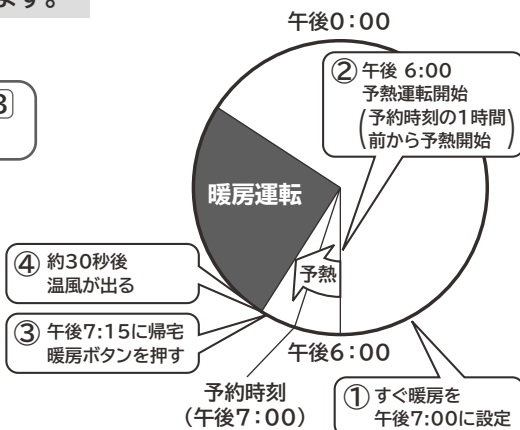 ます。
3
午後0:00
② 午後 6:00
予熱運転開始
(予約時刻の1時間
前から予熱開始)
暖房運転
予熱
④ 約30秒後
温風が出る
③ 午後7:15に帰宅
暖房ボタンを押す
午後6:00
予約時刻
(午後7:00)
① すぐ暖房を
午後7:00に設定